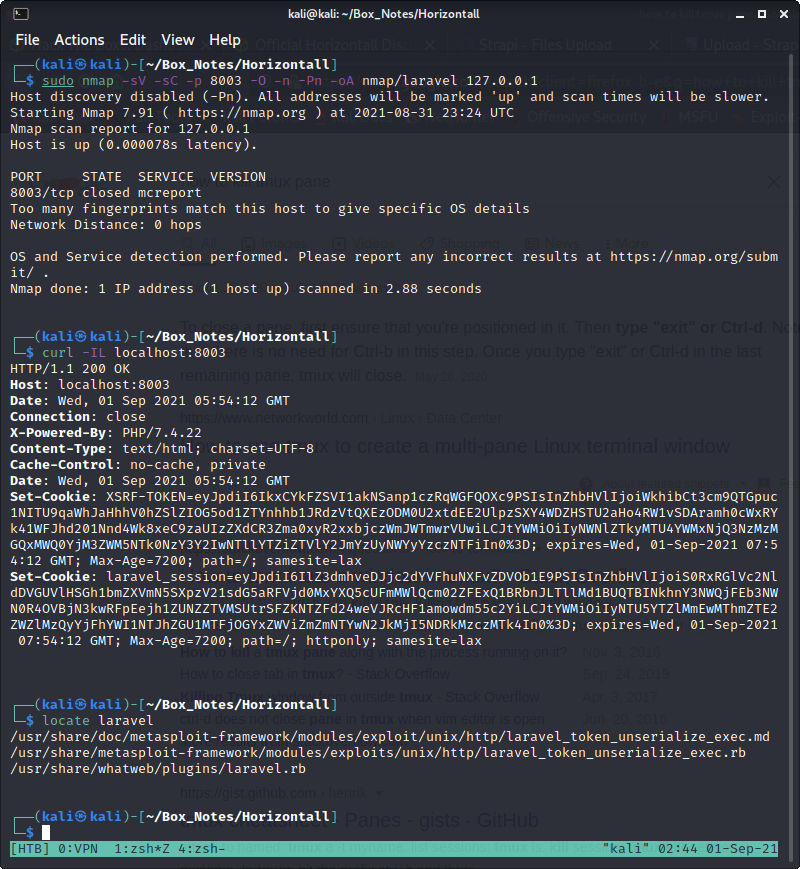 kali@kali: ~/Box_Notes/Horizontall
File Actions Edit View Help
┌──(kali㉿kali)-[~/Box_Notes/Horizontall]
└─$ sudo nmap -sV -sC -p 8003 -O -n -Pn -oA nmap/laravel 127.0.0.1
Host discovery disabled (-Pn). All addresses will be marked 'up' and scan times will be slower.
Starting Nmap 7.91 ( https://nmap.org ) at 2021-08-31 23:24 UTC
Nmap scan report for 127.0.0.1
Host is up (0.000078s latency).
PORT     STATE  SERVICE  VERSION
8003/tcp closed mcreport
Too many fingerprints match this host to give specific OS details
Network Distance: 0 hops
OS and Service detection performed. Please report any incorrect results at https://nmap.org/subm
it/ .
Nmap done: 1 IP address (1 host up) scanned in 2.88 seconds
┌──(kali㉿kali)-[~/Box_Notes/Horizontall]
└─$ curl -IL localhost:8003
HTTP/1.1 200 OK
Host: localhost:8003
Date: Wed, 01 Sep 2021 05:54:12 GMT
Connection: close
X-Powered-By: PHP/7.4.22
Content-Type: text/html; charset=UTF-8
Cache-Control: no-cache, private
Date: Wed, 01 Sep 2021 05:54:12 GMT
Set-Cookie: XSRF-TOKEN=
expires=Wed, 01-Sep-2021 07:5
4:12 GMT; Max-Age=7200; path=/; samesite=lax
Set-Cookie: laravel_session=
expires=Wed, 01-Sep-2021
07:54:12 GMT; Max-Age=7200; path=/; httponly; samesite=lax
┌──(kali㉿kali)-[~/Box_Notes/Horizontall]
└─$ locate laravel
/usr/share/doc/metasploit-framework/modules/exploit/unix/http/laravel_token_unserialize_exec.md
/usr/share/metasploit-framework/modules/exploits/unix/http/laravel_token_unserialize_exec.rb
/usr/share/whatweb/plugins/laravel.rb
┌──(kali㉿kali)-[~/Box_Notes/Horizontall]
└─$
[HTB] 0:VPN  1:zsh*Z 4:zsh- "kali" 02:44 01-Sep-21